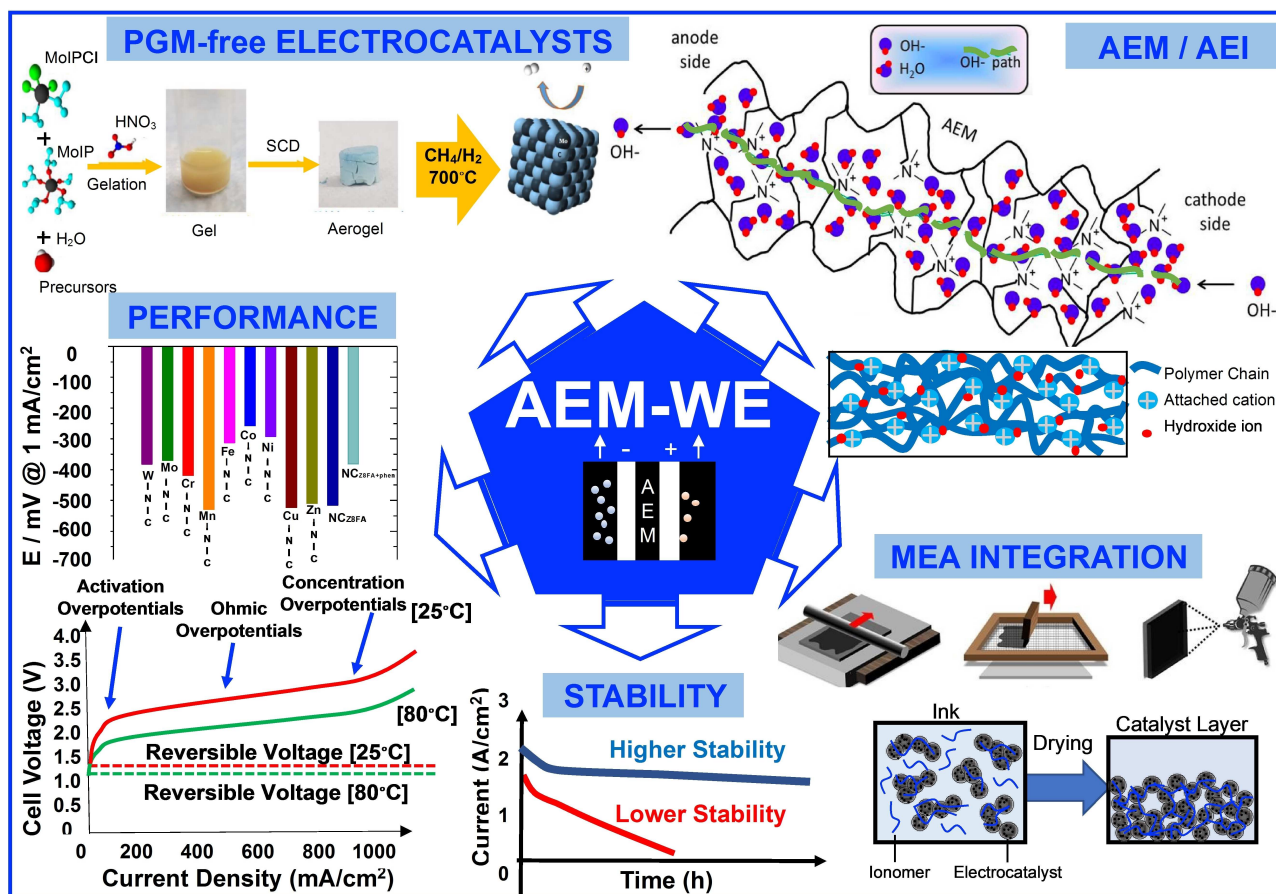 PGM-free ELECTROCATALYSTS
MolPCl
+
MolP
+ H₂O
Precursors
HNO₃
Gelation
Gel
SCD
Aerogel
CH₄/H₂
700°C
Mo
C
OH-
AEM / AEI
anode
side
OH-
H₂O
OH- path
AEM
N+
N+
N+
N+
N+
N+
N+
N+
N+
cathode
side
OH-
Polymer Chain
Attached cation
Hydroxide ion
PERFORMANCE
E / mV @ 1 mA/cm²
0
-100
-200
-300
-400
-500
-600
-700
W-N-C
Mo-N-C
Cr-N-C
Mn-N-C
Fe-N-C
Co-N-C
Ni-N-C
Cu-N-C
Zn-N-C
NCZ8FA
NCZ8FA+phen
Activation
Overpotentials
Ohmic
Overpotentials
Concentration
Overpotentials
[25°C]
[80°C]
Cell Voltage (V)
4.0
3.5
3.0
2.5
2.0
1.5
1.0
0.5
0
Reversible Voltage [25°C]
Reversible Voltage [80°C]
0 200 400 600 800 1000
Current Density (mA/cm²)
AEM-WE
- +
AEM
STABILITY
Current (A/cm²)
3
2
1
0
Higher Stability
Lower Stability
Time (h)
MEA INTEGRATION
Ink
Drying
Catalyst Layer
Ionomer
Electrocatalyst